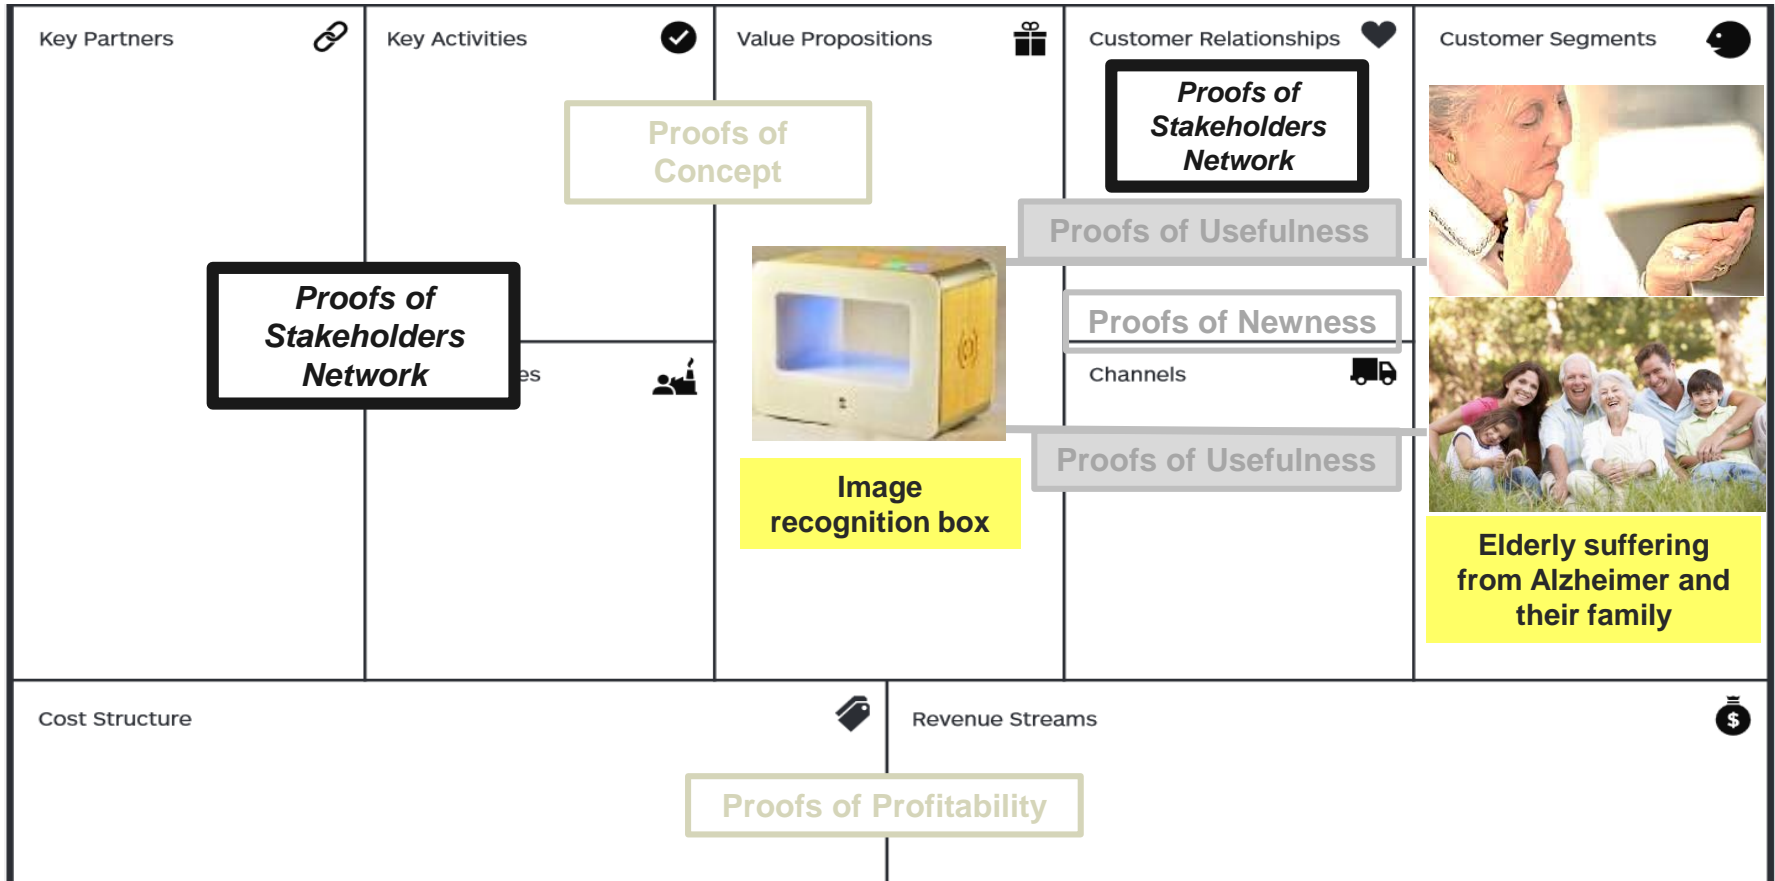 Key Partners
Key Activities
Value Propositions
Customer Relationships
Customer Segments
Proofs of
Concept
Proofs of
Stakeholders
Network
Proofs of Usefulness
Proofs of
Stakeholders
Network
es
Proofs of Newness
Channels
Proofs of Usefulness
Image
recognition box
Elderly suffering
from Alzheimer and
their family
Cost Structure
Revenue Streams
$
Proofs of Profitability